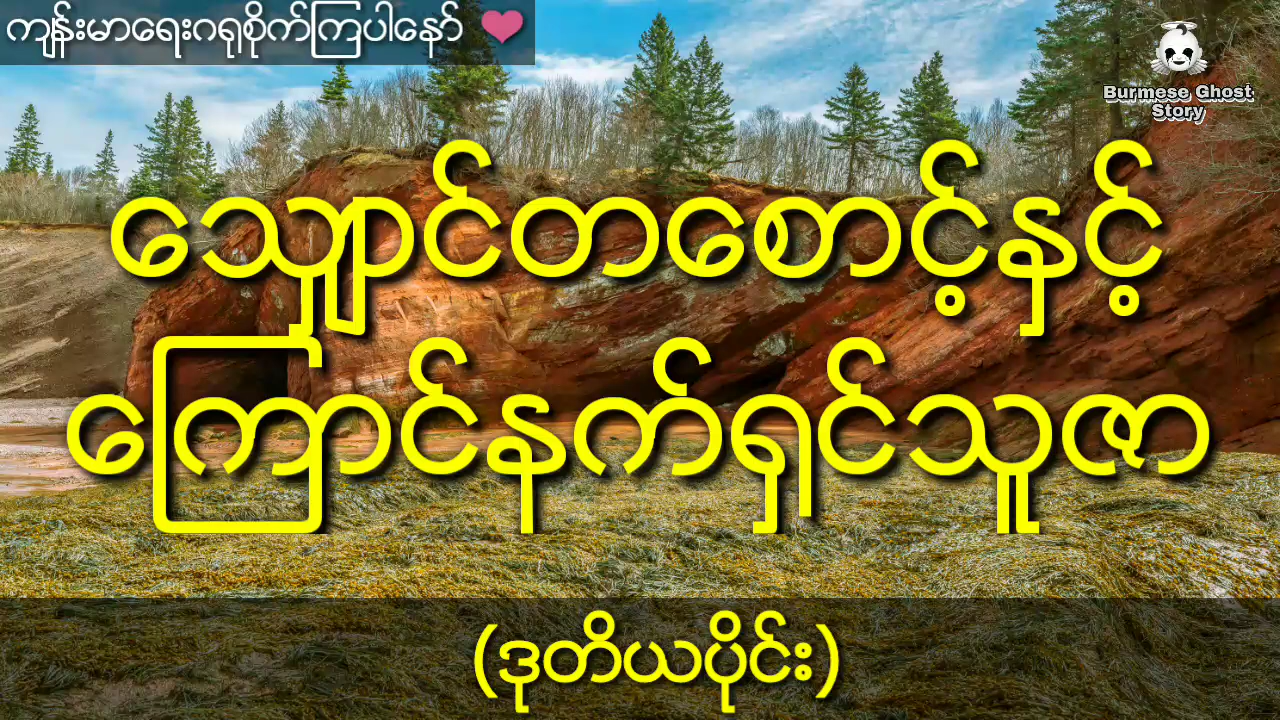 ကျန်းမာရေးဂရုစိုက်ကြပါနော် ❤
Burmese Ghost
Story
သျှောင်တစောင့်နှင့်
ကြောင်နက်ရှင်သူဇာ
(ဒုတိယပိုင်း)